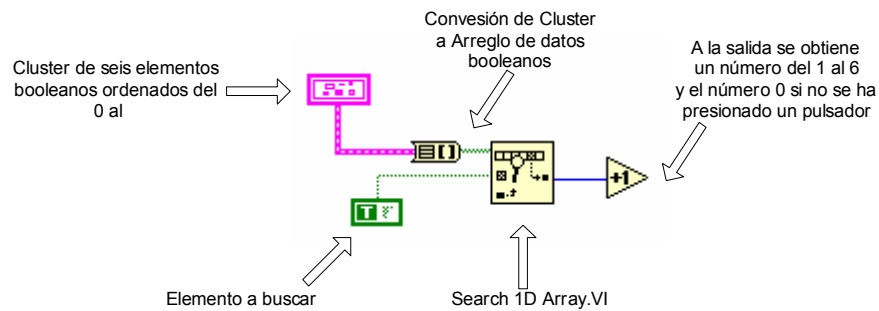 Convesión de Cluster
a Arreglo de datos
booleanos
A la salida se obtiene
un número del 1 al 6
y el número 0 si no se ha
presionado un pulsador
Cluster de seis elementos
booleanos ordenados del
0 al
T
+1
Elemento a buscar
Search 1D Array.VI